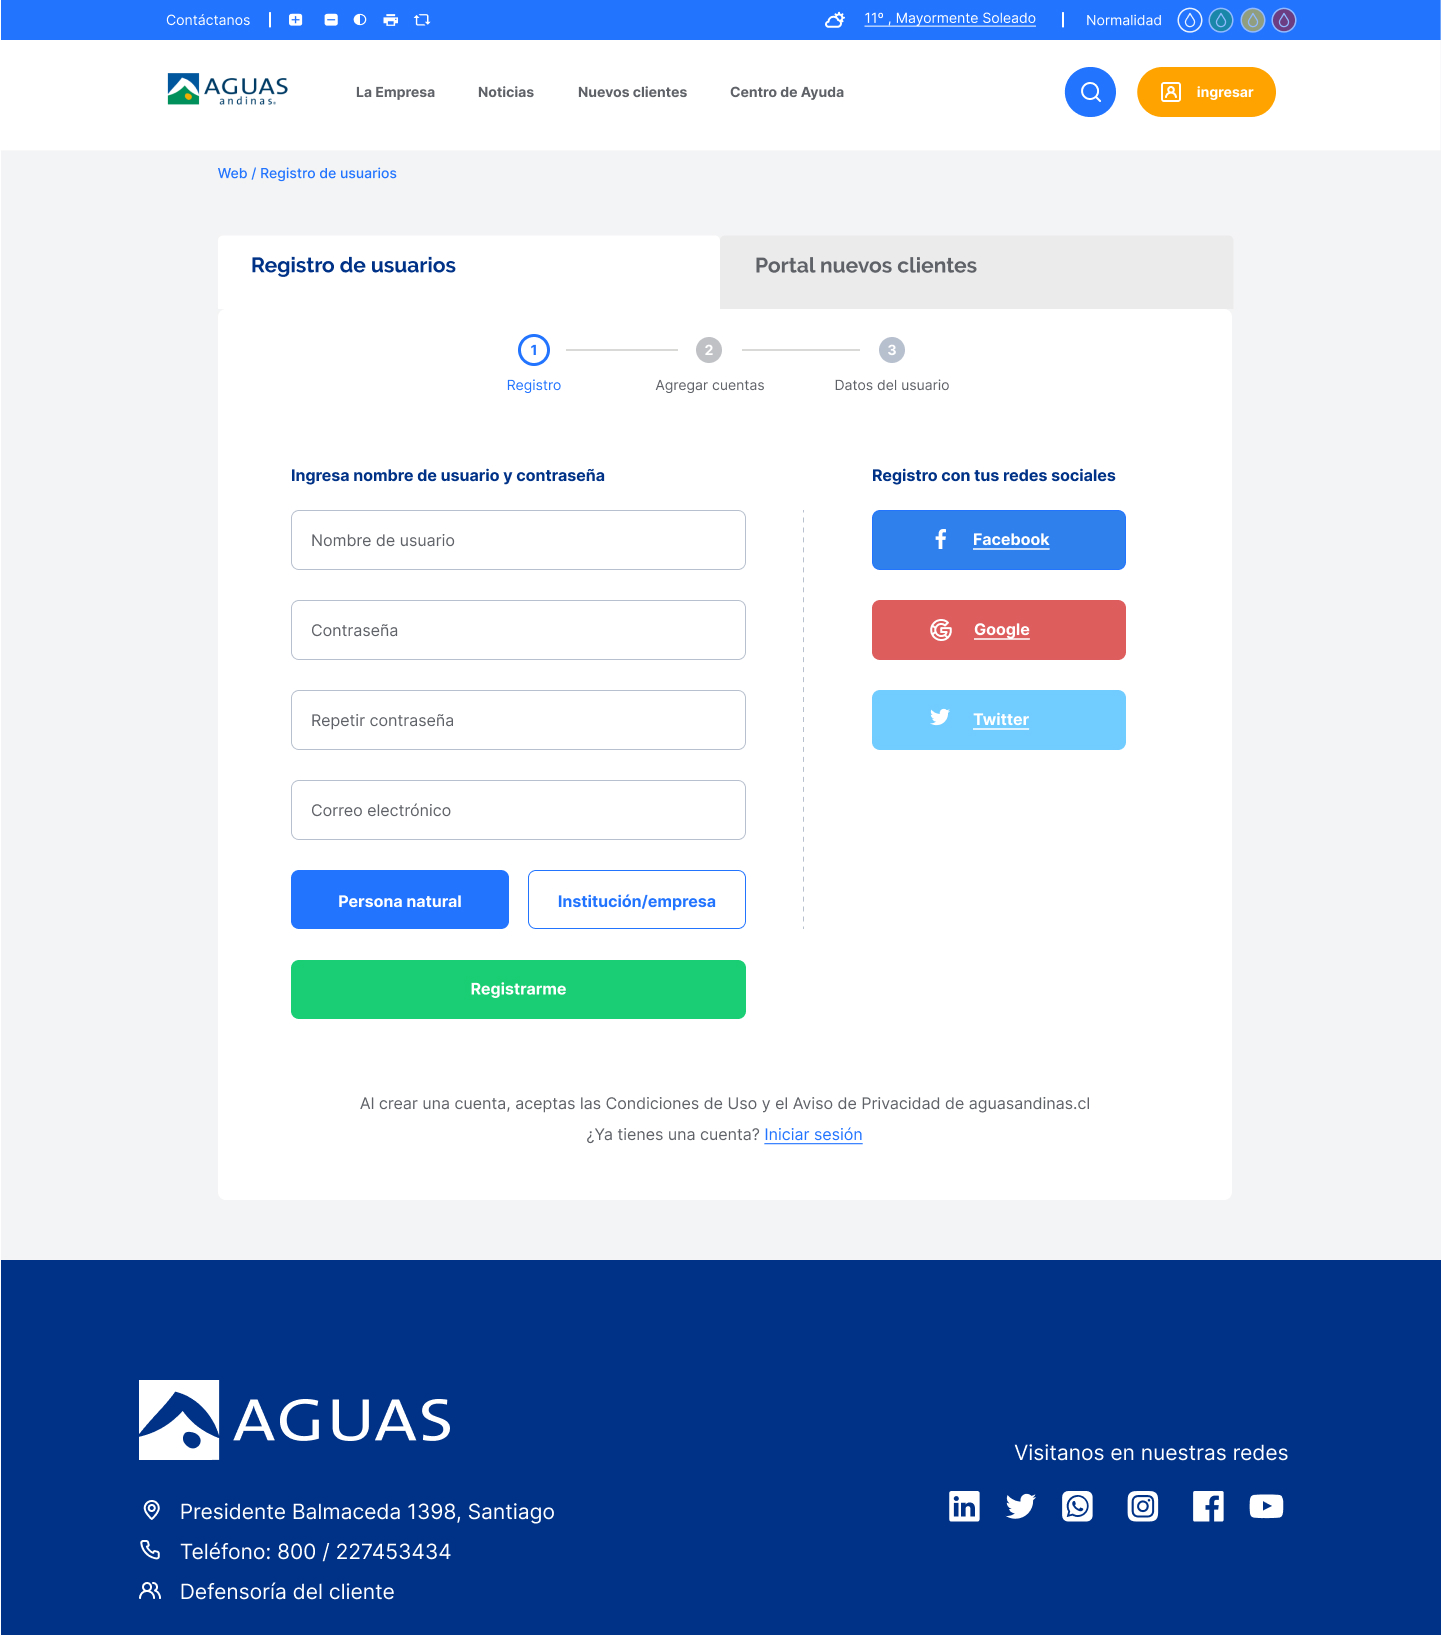 Contáctanos
11º , Mayormente Soleado
Normalidad
AGUAS
andinas
La Empresa
Noticias
Nuevos clientes
Centro de Ayuda
ingresar
Web / Registro de usuarios
Registro de usuarios
Portal nuevos clientes
1
2
3
Registro
Agregar cuentas
Datos del usuario
Ingresa nombre de usuario y contraseña
Registro con tus redes sociales
Nombre de usuario
Facebook
Contraseña
Google
Repetir contraseña
Twitter
Correo electrónico
Persona natural
Institución/empresa
Registrarme
Al crear una cuenta, aceptas las Condiciones de Uso y el Aviso de Privacidad de aguasandinas.cl
¿Ya tienes una cuenta? Iniciar sesión
AGUAS
Visitanos en nuestras redes
Presidente Balmaceda 1398, Santiago
Teléfono: 800 / 227453434
Defensoría del cliente